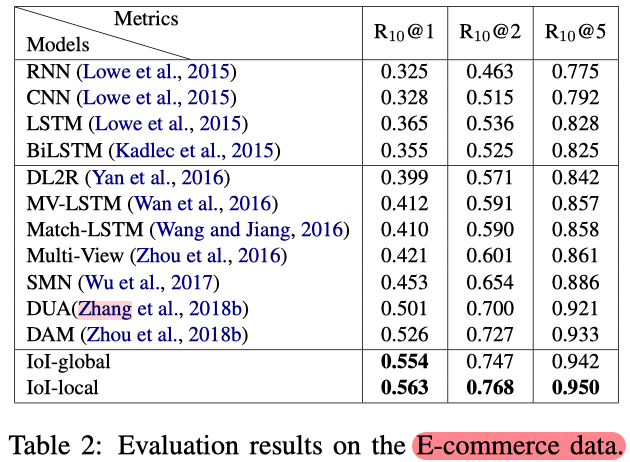 Metrics
Models R10@1 R10@2 R10@5
RNN (Lowe et al., 2015) 0.325 0.463 0.775
CNN (Lowe et al., 2015) 0.328 0.515 0.792
LSTM (Lowe et al., 2015) 0.365 0.536 0.828
BiLSTM (Kadlec et al., 2015) 0.355 0.525 0.825
DL2R (Yan et al., 2016) 0.399 0.571 0.842
MV-LSTM (Wan et al., 2016) 0.412 0.591 0.857
Match-LSTM (Wang and Jiang, 2016) 0.410 0.590 0.858
Multi-View (Zhou et al., 2016) 0.421 0.601 0.861
SMN (Wu et al., 2017) 0.453 0.654 0.886
DUA(Zhang et al., 2018b) 0.501 0.700 0.921
DAM (Zhou et al., 2018b) 0.526 0.727 0.933
IoI-global 0.554 0.747 0.942
IoI-local 0.563 0.768 0.950
Table 2: Evaluation results on the E-commerce data.